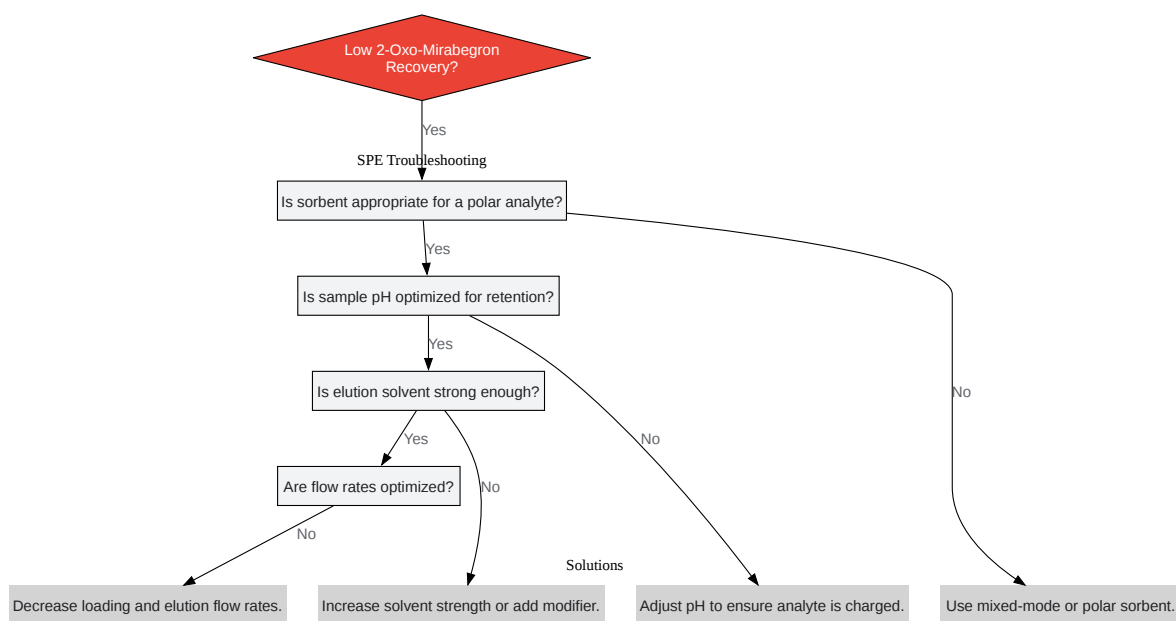 Low 2-Oxo-Mirabegron
Recovery?
Yes
SPE Troubleshooting
Is sorbent appropriate for a polar analyte?
Yes
Is sample pH optimized for retention?
Yes
Is elution solvent strong enough?
No
Yes
No
Are flow rates optimized?
No
No
Solutions
Decrease loading and elution flow rates.
Increase solvent strength or add modifier.
Adjust pH to ensure analyte is charged.
Use mixed-mode or polar sorbent.